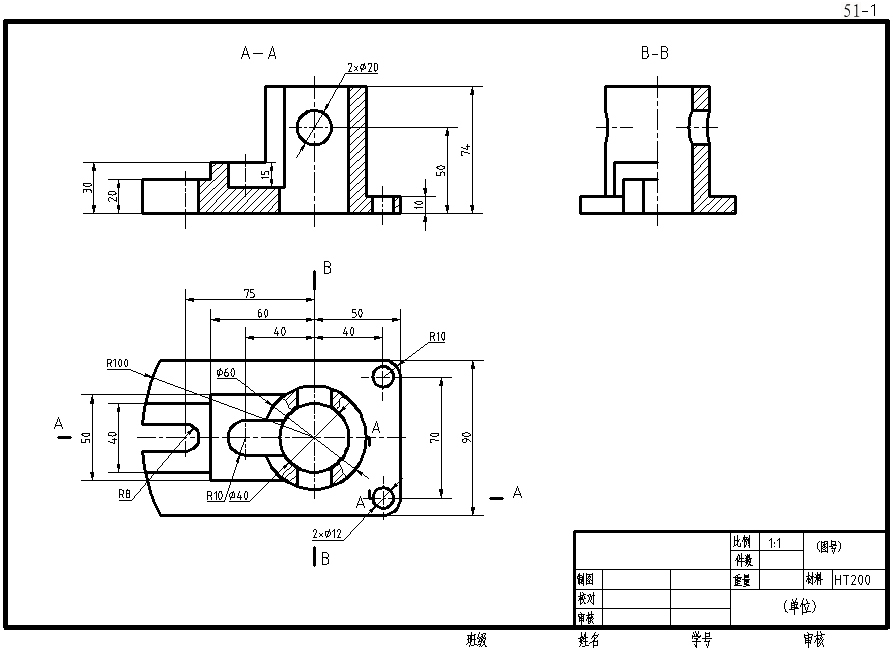 51-1
A-A
B-B
2×Φ20
30
20
15
50
74
10
B
75
60
50
40
40
R10
R100
Φ60
A
A
50
40
70
90
R8
R10
Φ40
A
A
2×Φ12
B
比例 1:1 (图号)
件数
制图 重量 材料 HT200
校对 (单位)
审核
班级 姓名 学号 审核